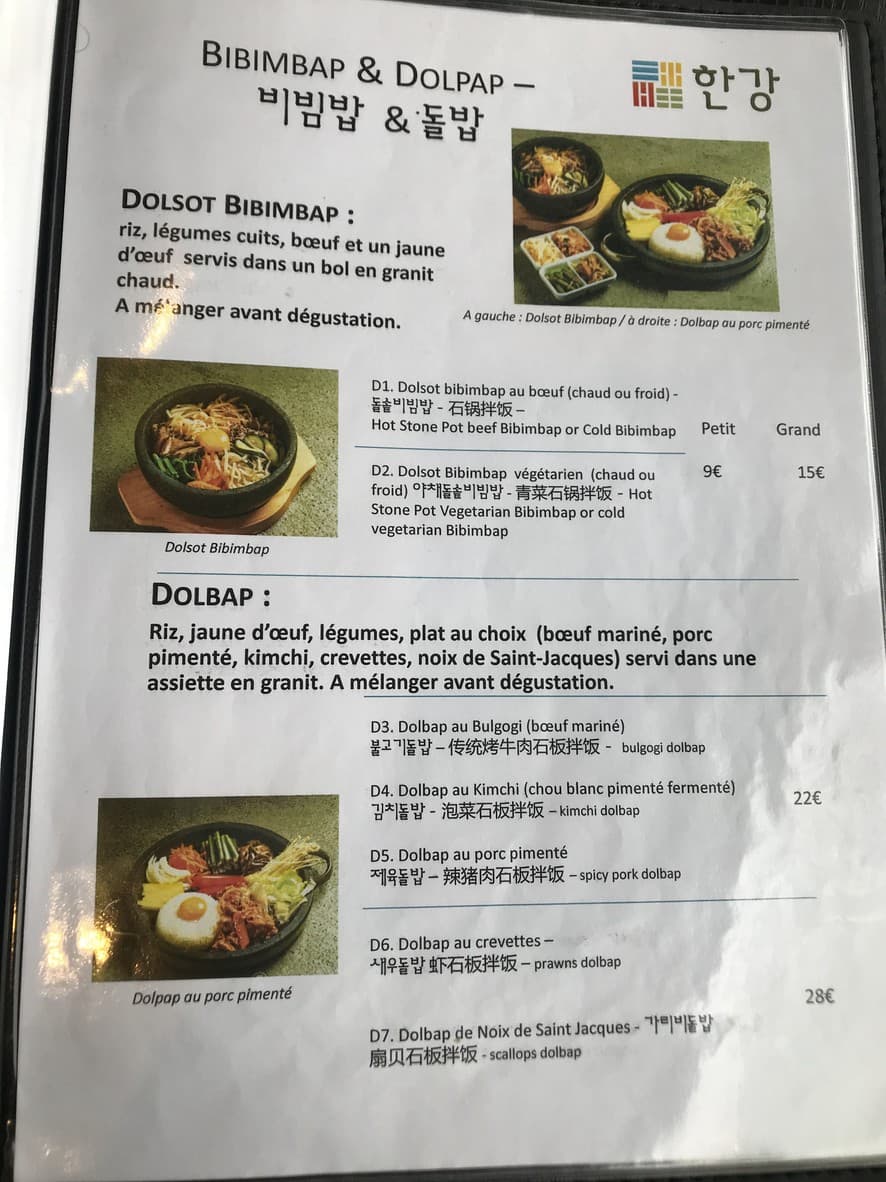 BIBIMBAP & DOLPAP –
비빔밥 & 돌밥
한강
DOLSOT BIBIMBAP :
riz, légumes cuits, bœuf et un jaune
d'œuf servis dans un bol en granit
chaud.
A mélanger avant dégustation.
A gauche : Dolsot Bibimbap / à droite : Dolbap au porc pimenté
Dolsot Bibimbap
D1. Dolsot bibimbap au bœuf (chaud ou froid) -
돌솥비빔밥 - 石锅拌饭 –
Hot Stone Pot beef Bibimbap or Cold Bibimbap
Petit Grand
D2. Dolsot Bibimbap végétarien (chaud ou
froid) 야채돌솥비빔밥 - 青菜石锅拌饭 - Hot
Stone Pot Vegetarian Bibimbap or cold
vegetarian Bibimbap
9€ 15€
DOLBAP :
Riz, jaune d'œuf, légumes, plat au choix (bœuf mariné, porc
pimenté, kimchi, crevettes, noix de Saint-Jacques) servi dans une
assiette en granit. A mélanger avant dégustation.
D3. Dolbap au Bulgogi (bœuf mariné)
불고기돌밥 – 传统烤牛肉石板拌饭 - bulgogi dolbap
D4. Dolbap au Kimchi (chou blanc pimenté fermenté)
김치돌밥 - 泡菜石板拌饭 – kimchi dolbap
22€
D5. Dolbap au porc pimenté
제육돌밥 – 辣猪肉石板拌饭 – spicy pork dolbap
Dolpap au porc pimenté
D6. Dolbap au crevettes –
새우돌밥 虾石板拌饭 – prawns dolbap
28€
D7. Dolbap de Noix de Saint Jacques - 가리비돌밥
扇贝石板拌饭 - scallops dolbap